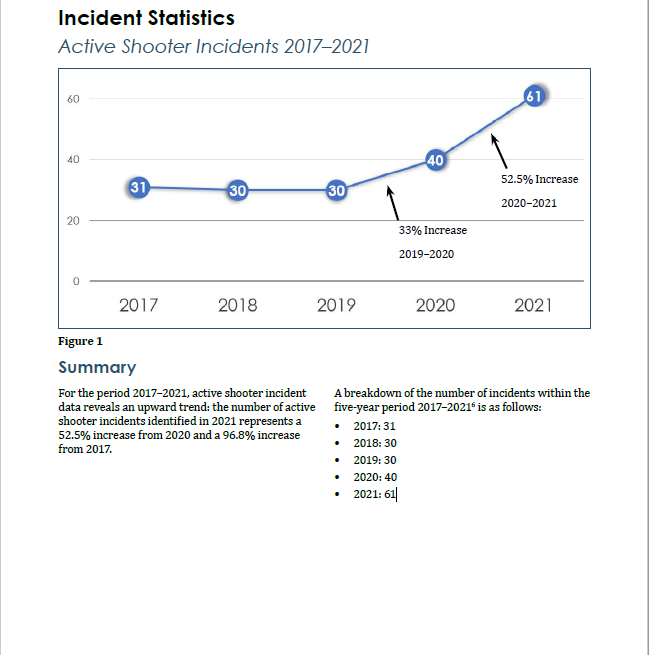 Incident Statistics
Active Shooter Incidents 2017–2021
60
61
40
40
52.5% Increase
2020–2021
31
30
30
20
33% Increase
2019–2020
0
2017 2018 2019 2020 2021
Figure 1
Summary
For the period 2017–2021, active shooter incident
data reveals an upward trend: the number of active
shooter incidents identified in 2021 represents a
52.5% increase from 2020 and a 96.8% increase
from 2017.
A breakdown of the number of incidents within the
five-year period 2017–2021⁶ is as follows:
• 2017: 31
• 2018: 30
• 2019: 30
• 2020: 40
• 2021: 61